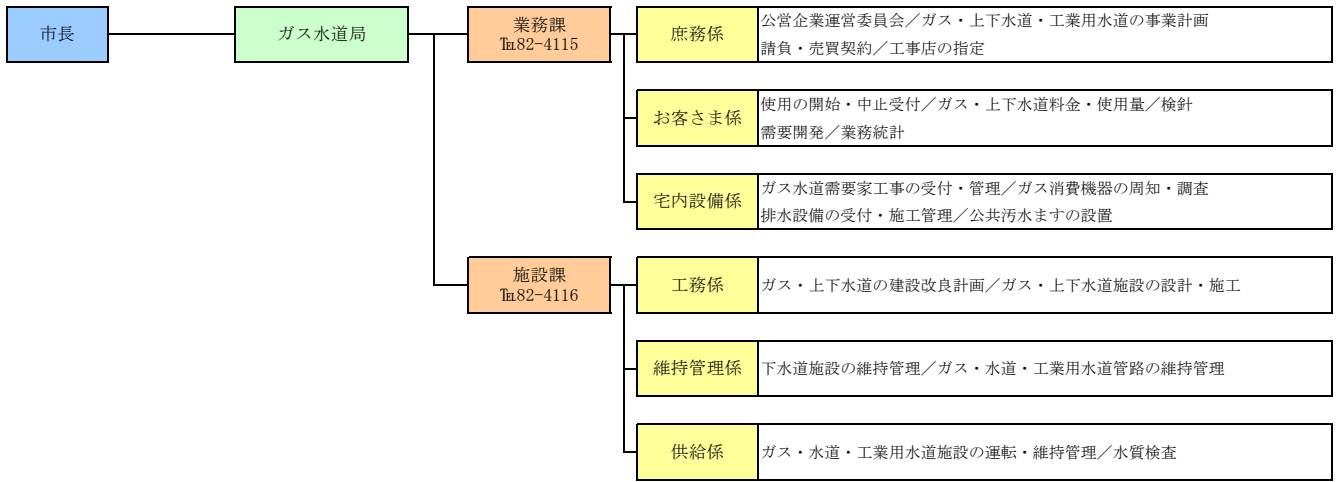 市長
ガス水道局
業務課
℡82-4115
庶務係
公営企業運営委員会／ガス・上下水道・工業用水道の事業計画
請負・売買契約／工事店の指定
お客さま係
使用の開始・中止受付／ガス・上下水道料金・使用量／検針
需要開発／業務統計
宅内設備係
ガス水道需要家工事の受付・管理／ガス消費機器の周知・調査
排水設備の受付・施工管理／公共汚水ますの設置
施設課
℡82-4116
工務係
ガス・上下水道の建設改良計画／ガス・上下水道施設の設計・施工
維持管理係
下水道施設の維持管理／ガス・水道・工業用水道管路の維持管理
供給係
ガス・水道・工業用水道施設の運転・維持管理／水質検査